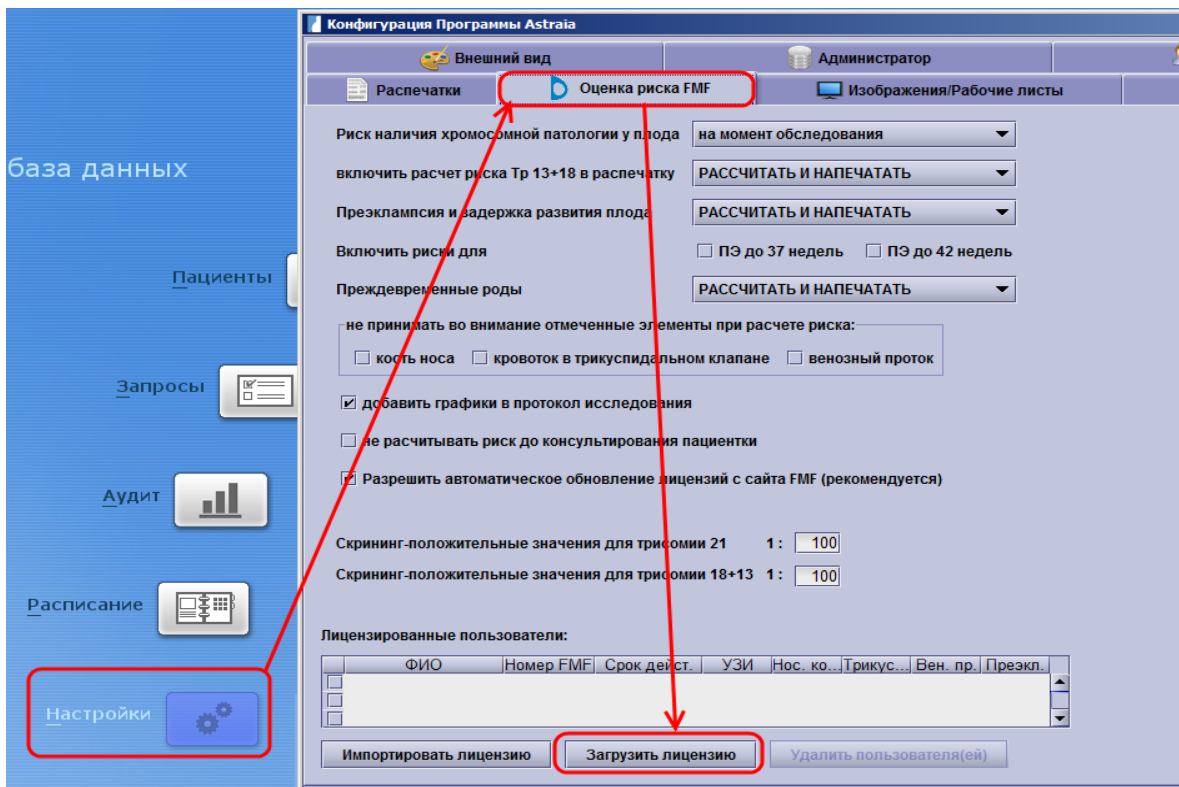 Конфигурация Программы Astraia
Внешний вид
Администратор
Распечатки
Оценка риска FMF
Изображения/Рабочие листы
Риск наличия хромосомной патологии у плода
на момент обследования
включить расчет риска Тр 13+18 в распечатку
РАССЧИТАТЬ И НАПЕЧАТАТЬ
Преэклампсия и задержка развития плода
РАССЧИТАТЬ И НАПЕЧАТАТЬ
Включить риски для
ПЭ до 37 недель
ПЭ до 42 недель
Преждевременные роды
РАССЧИТАТЬ И НАПЕЧАТАТЬ
не принимать во внимание отмеченные элементы при расчете риска:
кость носа
кровоток в трикуспидальном клапане
венозный проток
добавить графики в протокол исследования
не расчитывать риск до консультирования пациентки
Разрешить автоматическое обновление лицензий с сайта FMF (рекомендуется)
Скрининг-положительные значения для трисомии 21 1: 100
Скрининг-положительные значения для трисомии 18+13 1: 100
Лицензированные пользователи:
ФИО Номер FMF Срок дейст. УЗИ Нос. ко... Трикус... Вен. пр. Преэкл.
Импортировать лицензию
Загрузить лицензию
Удалить пользователя(ей)
база данных
Пациенты
Запросы
Аудит
Расписание
Настройки